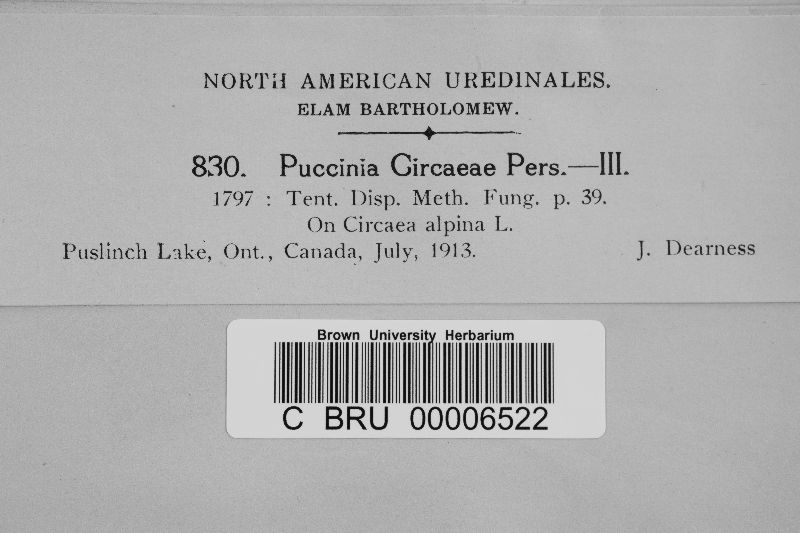 NORTH AMERICAN UREDINALES.
ELAM BARTHOLOMEW.
830. Puccinia Circaeae Pers.—III.
1797 : Tent. Disp. Meth. Fung. p. 39.
On Circaea alpina L.
Puslinch Lake, Ont., Canada, July, 1913. J. Dearness
Brown University Herbarium
C BRU 00006522